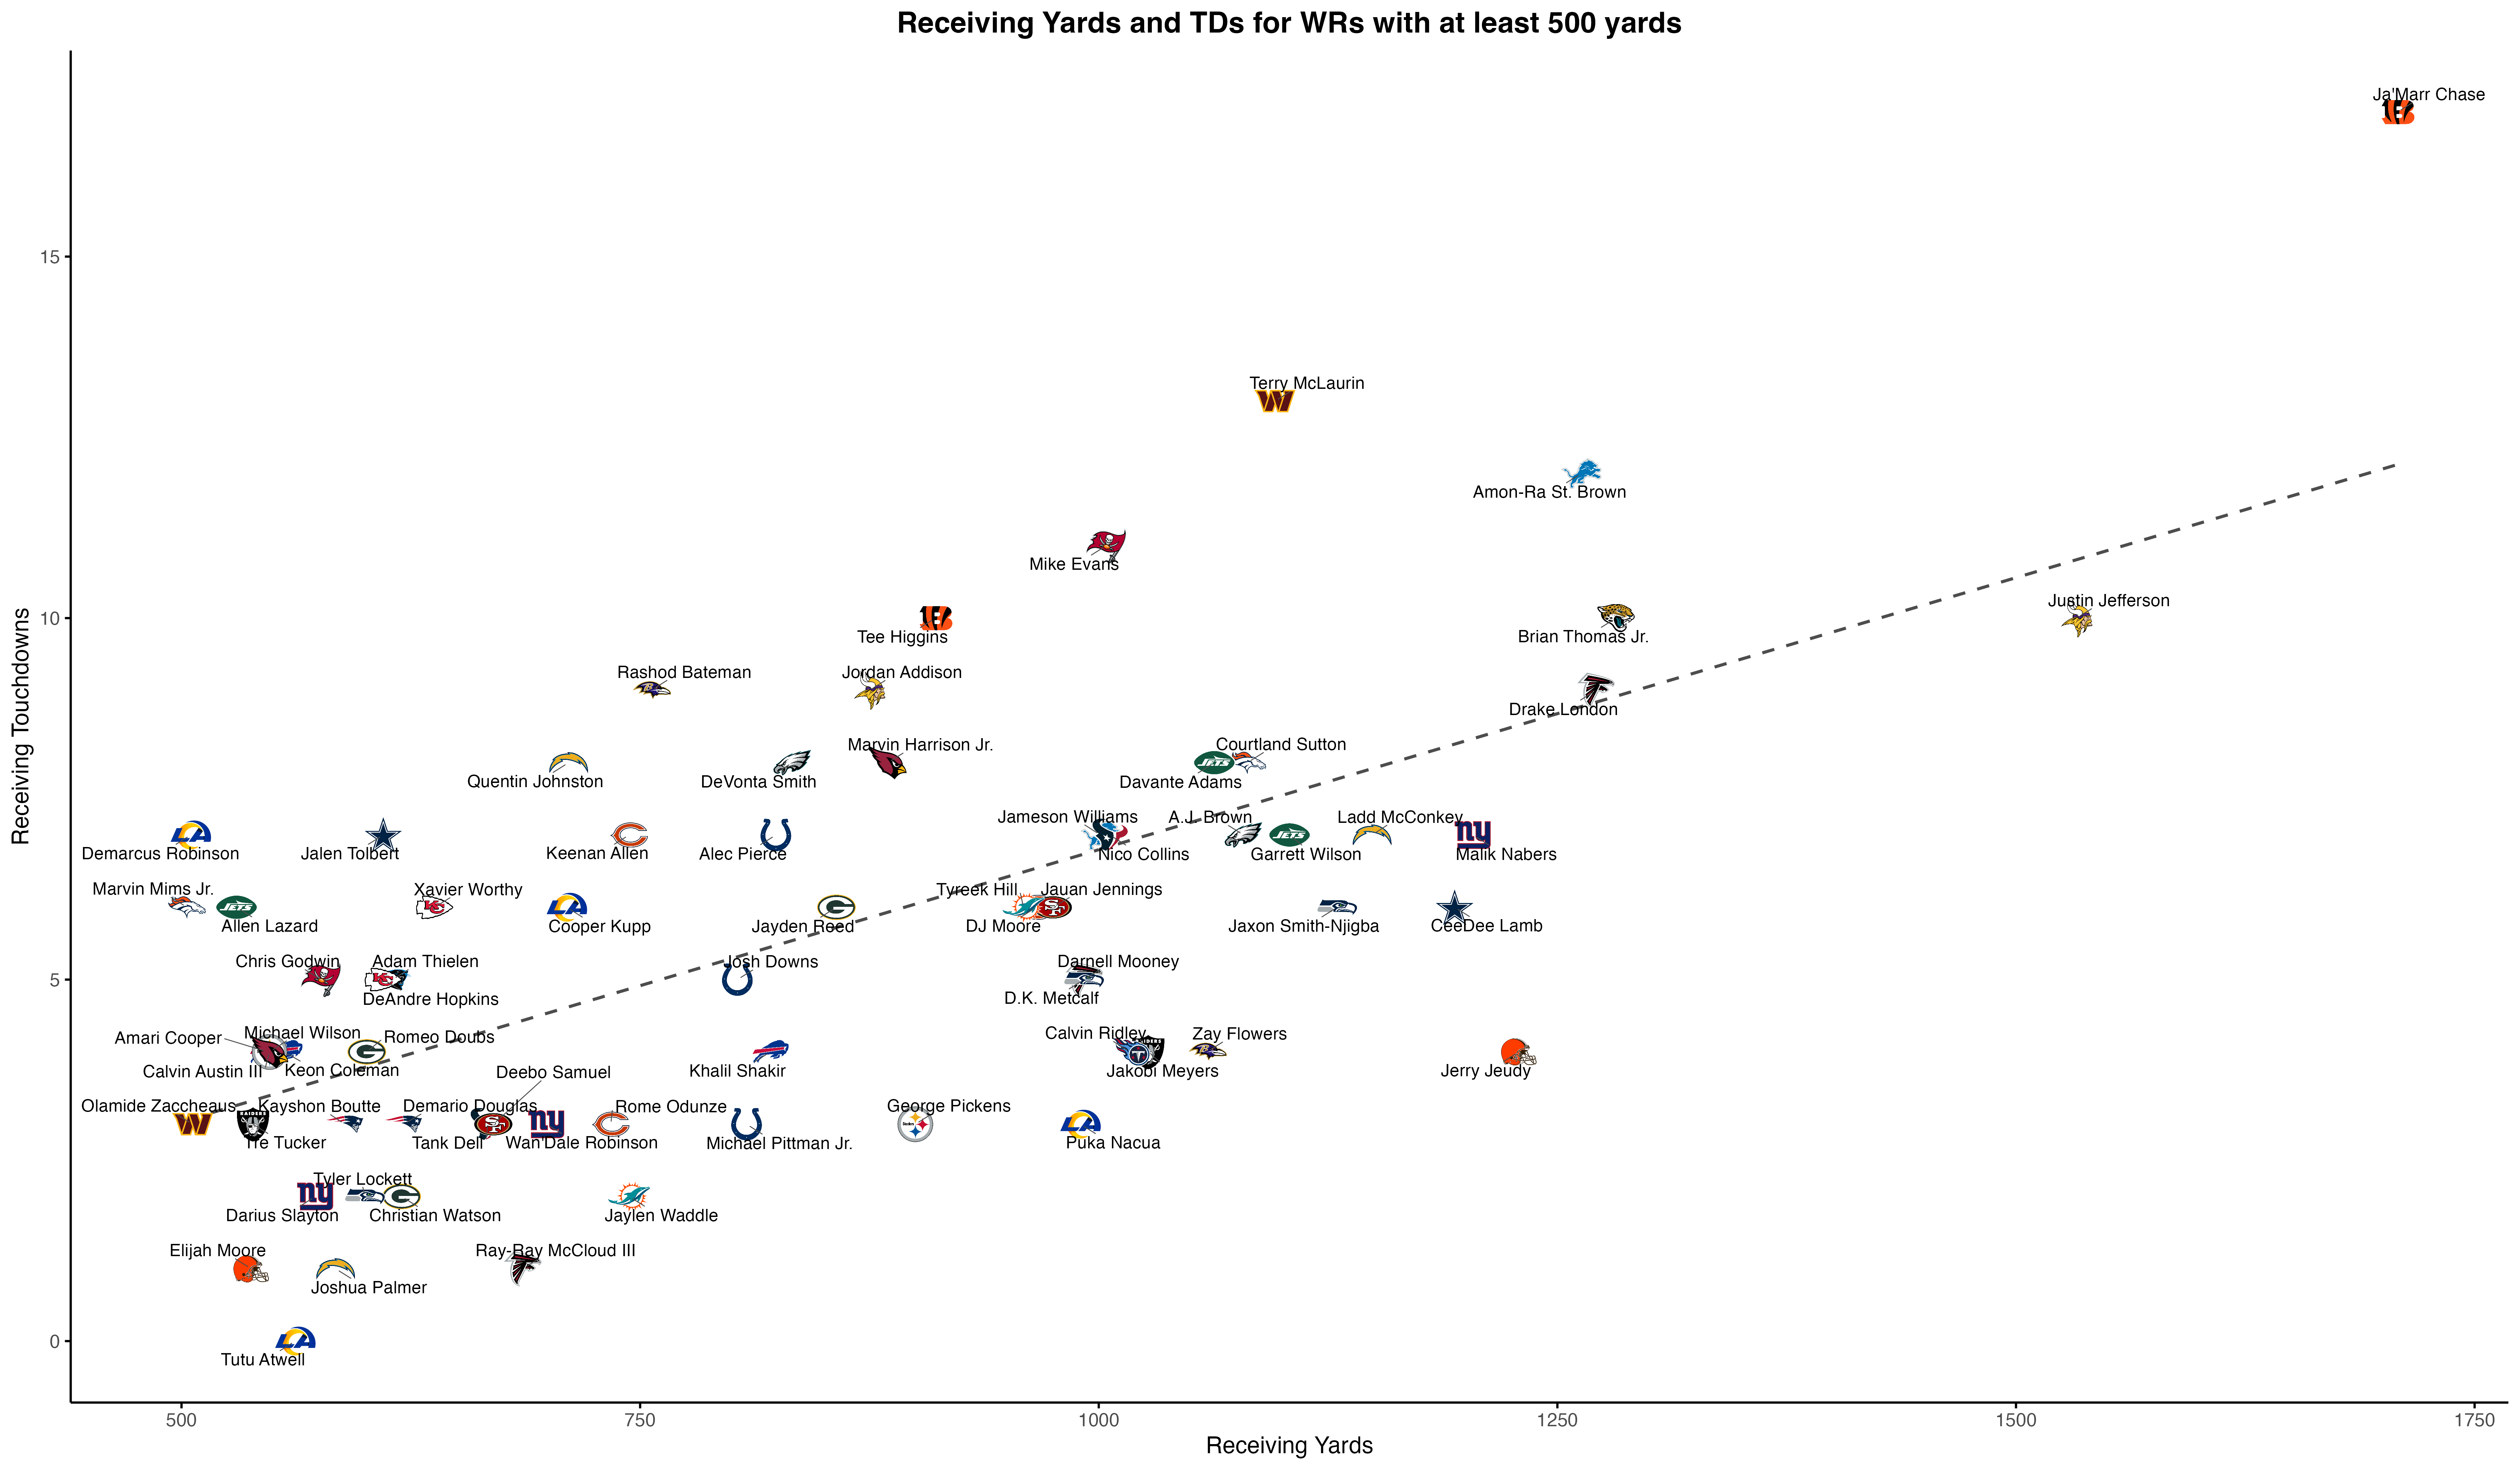 Receiving Yards and TDs for WRs with at least 500 yards
Ja'Marr Chase
15
Terry McLaurin
Amon-Ra St. Brown
Mike Evans
Justin Jefferson
10
Tee Higgins
Brian Thomas Jr.
Rashod Bateman
Jordan Addison
Drake London
Marvin Harrison Jr.
Courtland Sutton
Quentin Johnston
DeVonta Smith
Davante Adams
JETS
Jameson Williams
A.J. Brown
Ladd McConkey
Demarcus Robinson
Jalen Tolbert
Keenan Allen
Alec Pierce
Nico Collins
Garrett Wilson
JETS
Malik Nabers
ny
Marvin Mims Jr.
Xavier Worthy
Tyreek Hill
Jauan Jennings
Allen Lazard
JETS
Cooper Kupp
Jayden Reed
DJ Moore
Jaxon Smith-Njigba
CeeDee Lamb
Chris Godwin
Adam Thielen
Josh Downs
Darnell Mooney
5
DeAndre Hopkins
D.K. Metcalf
Amari Cooper
Michael Wilson
Romeo Doubs
Calvin Ridley
Zay Flowers
Calvin Austin III
Keon Coleman
Deebo Samuel
Khalil Shakir
Jakobi Meyers
Jerry Jeudy
Olamide Zaccheaus
Kayshon Boutte
Demario Douglas
Rome Odunze
George Pickens
Tre Tucker
Tank Dell
Wan'Dale Robinson
ny
Michael Pittman Jr.
Puka Nacua
Tyler Lockett
ny
Darius Slayton
Christian Watson
Jaylen Waddle
Elijah Moore
Ray-Ray McCloud III
Joshua Palmer
0
Tutu Atwell
500
750
1000
1250
1500
1750
Receiving Yards
Receiving Touchdowns